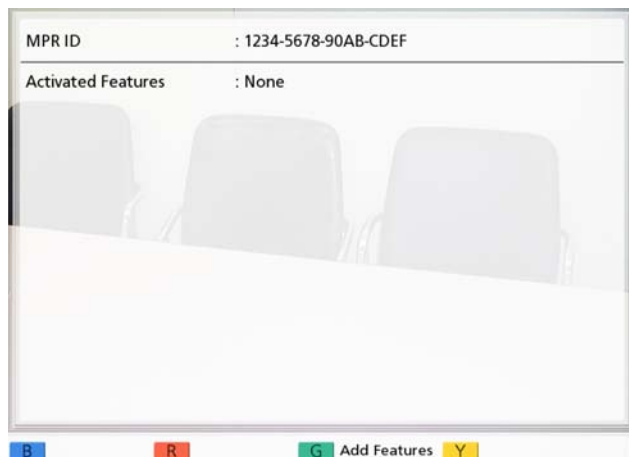 MPR ID : 1234-5678-90AB-CDEF
Activated Features : None
B R G Add Features Y